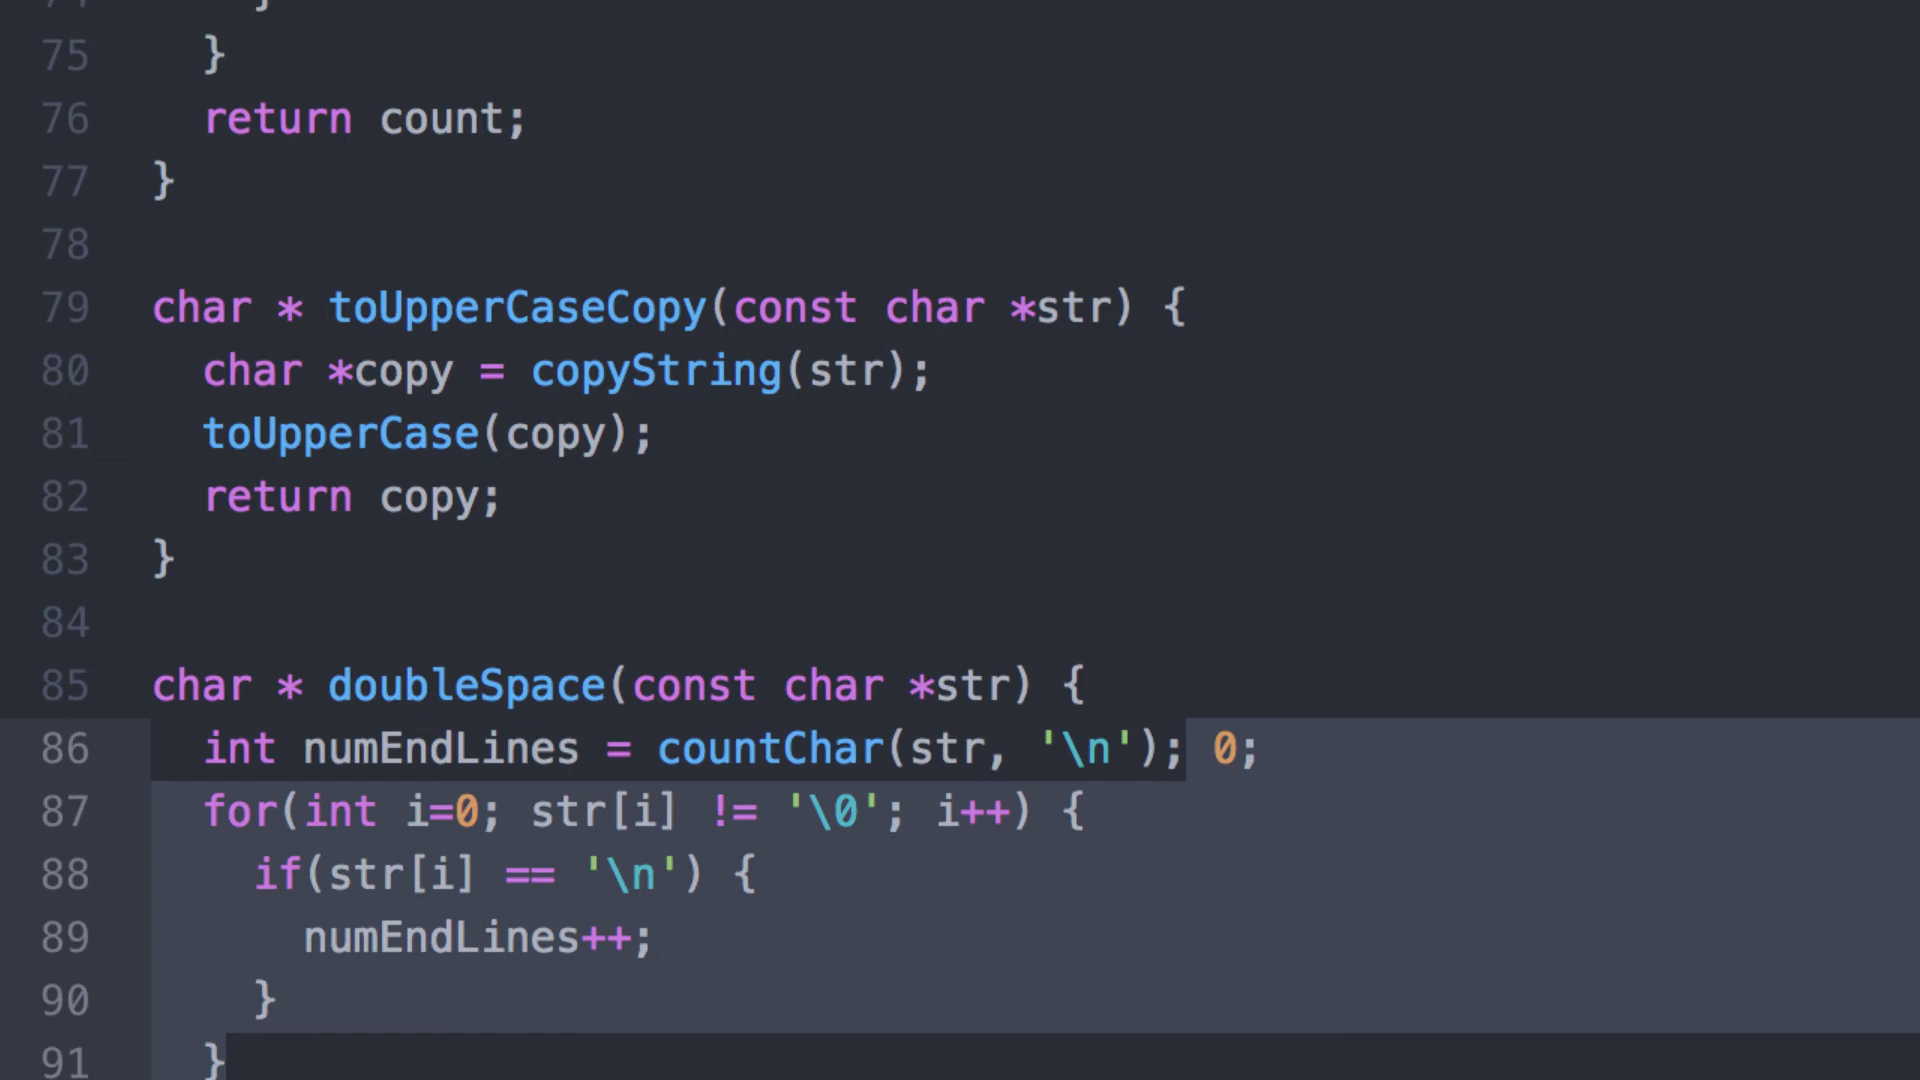 74 }
75 }
76 return count;
77 }
78
79 char * toUpperCaseCopy(const char *str) {
80 char *copy = copyString(str);
81 toUpperCase(copy);
82 return copy;
83 }
84
85 char * doubleSpace(const char *str) {
86 int numEndLines = countChar(str, '\n'); 0;
87 for(int i=0; str[i] != '\0'; i++) {
88 if(str[i] == '\n') {
89 numEndLines++;
90 }
91 }